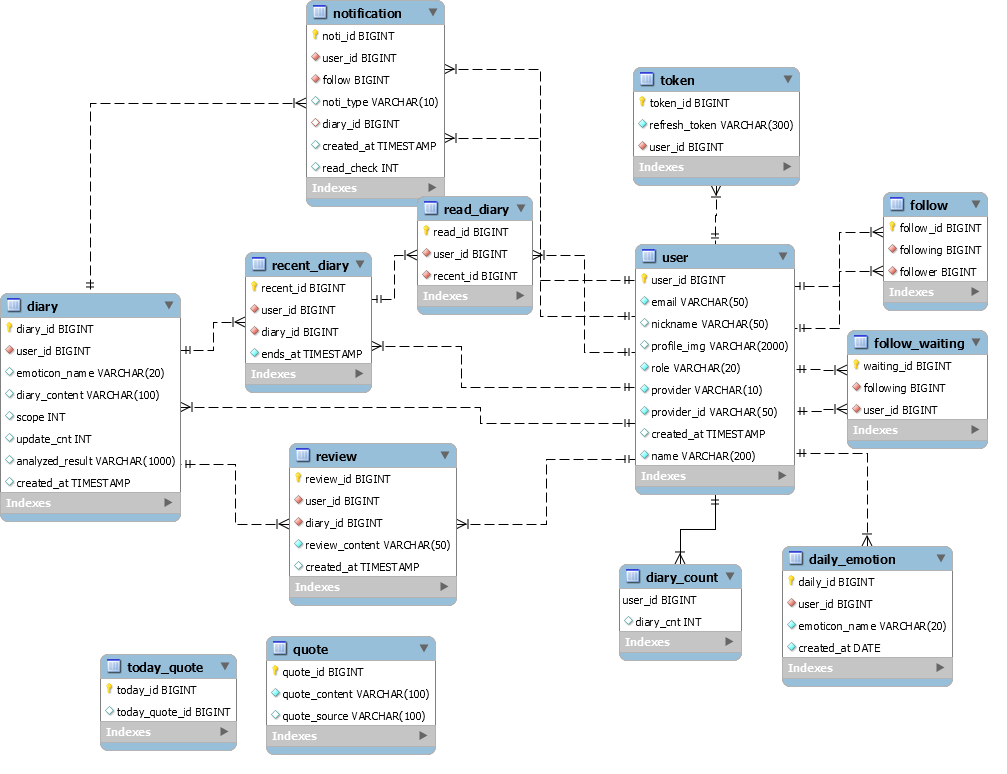 notification
noti_id BIGINT
user_id BIGINT
follow BIGINT
noti_type VARCHAR(10)
diary_id BIGINT
created_at TIMESTAMP
read_check INT
Indexes
token
token_id BIGINT
refresh_token VARCHAR(300)
user_id BIGINT
Indexes
read_diary
read_id BIGINT
user_id BIGINT
recent_id BIGINT
Indexes
follow
follow_id BIGINT
following BIGINT
follower BIGINT
Indexes
recent_diary
recent_id BIGINT
user_id BIGINT
diary_id BIGINT
ends_at TIMESTAMP
Indexes
user
user_id BIGINT
email VARCHAR(50)
nickname VARCHAR(50)
profile_img VARCHAR(2000)
role VARCHAR(20)
provider VARCHAR(10)
provider_id VARCHAR(50)
created_at TIMESTAMP
name VARCHAR(200)
Indexes
diary
diary_id BIGINT
user_id BIGINT
emoticon_name VARCHAR(20)
diary_content VARCHAR(100)
scope INT
update_cnt INT
analyzed_result VARCHAR(1000)
created_at TIMESTAMP
Indexes
follow_waiting
waiting_id BIGINT
following BIGINT
user_id BIGINT
Indexes
review
review_id BIGINT
user_id BIGINT
diary_id BIGINT
review_content VARCHAR(50)
created_at TIMESTAMP
Indexes
diary_count
user_id BIGINT
diary_cnt INT
Indexes
daily_emotion
daily_id BIGINT
user_id BIGINT
emoticon_name VARCHAR(20)
created_at DATE
Indexes
today_quote
today_id BIGINT
today_quote_id BIGINT
Indexes
quote
quote_id BIGINT
quote_content VARCHAR(100)
quote_source VARCHAR(100)
Indexes